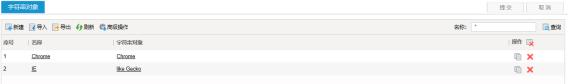 字符串对象 提交 取消
新建 导入 导出 刷新 高级操作 名称: * 查询
序号 名称 字符串对象 操作
1 Chrome Chrome
2 IE like Gecko